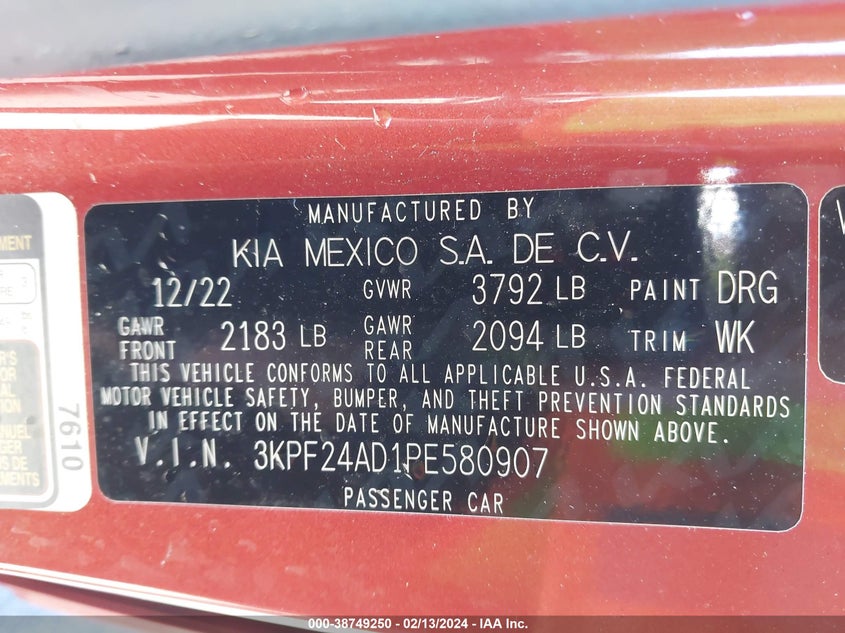 MANUFACTURED BY
KIA MEXICO S.A. DE C.V.
12/22 GVWR 3792 LB PAINT DRG
GAWR FRONT 2183 LB GAWR REAR 2094 LB TRIM WK
THIS VEHICLE CONFORMS TO ALL APPLICABLE U.S.A. FEDERAL
MOTOR VEHICLE SAFETY, BUMPER, AND THEFT PREVENTION STANDARDS
IN EFFECT ON THE DATE OF MANUFACTURE SHOWN ABOVE.
V.I.N. 3KPF24AD1PE580907
PASSENGER CAR
7610
000-38749250 - 02/13/2024 - IAA Inc.